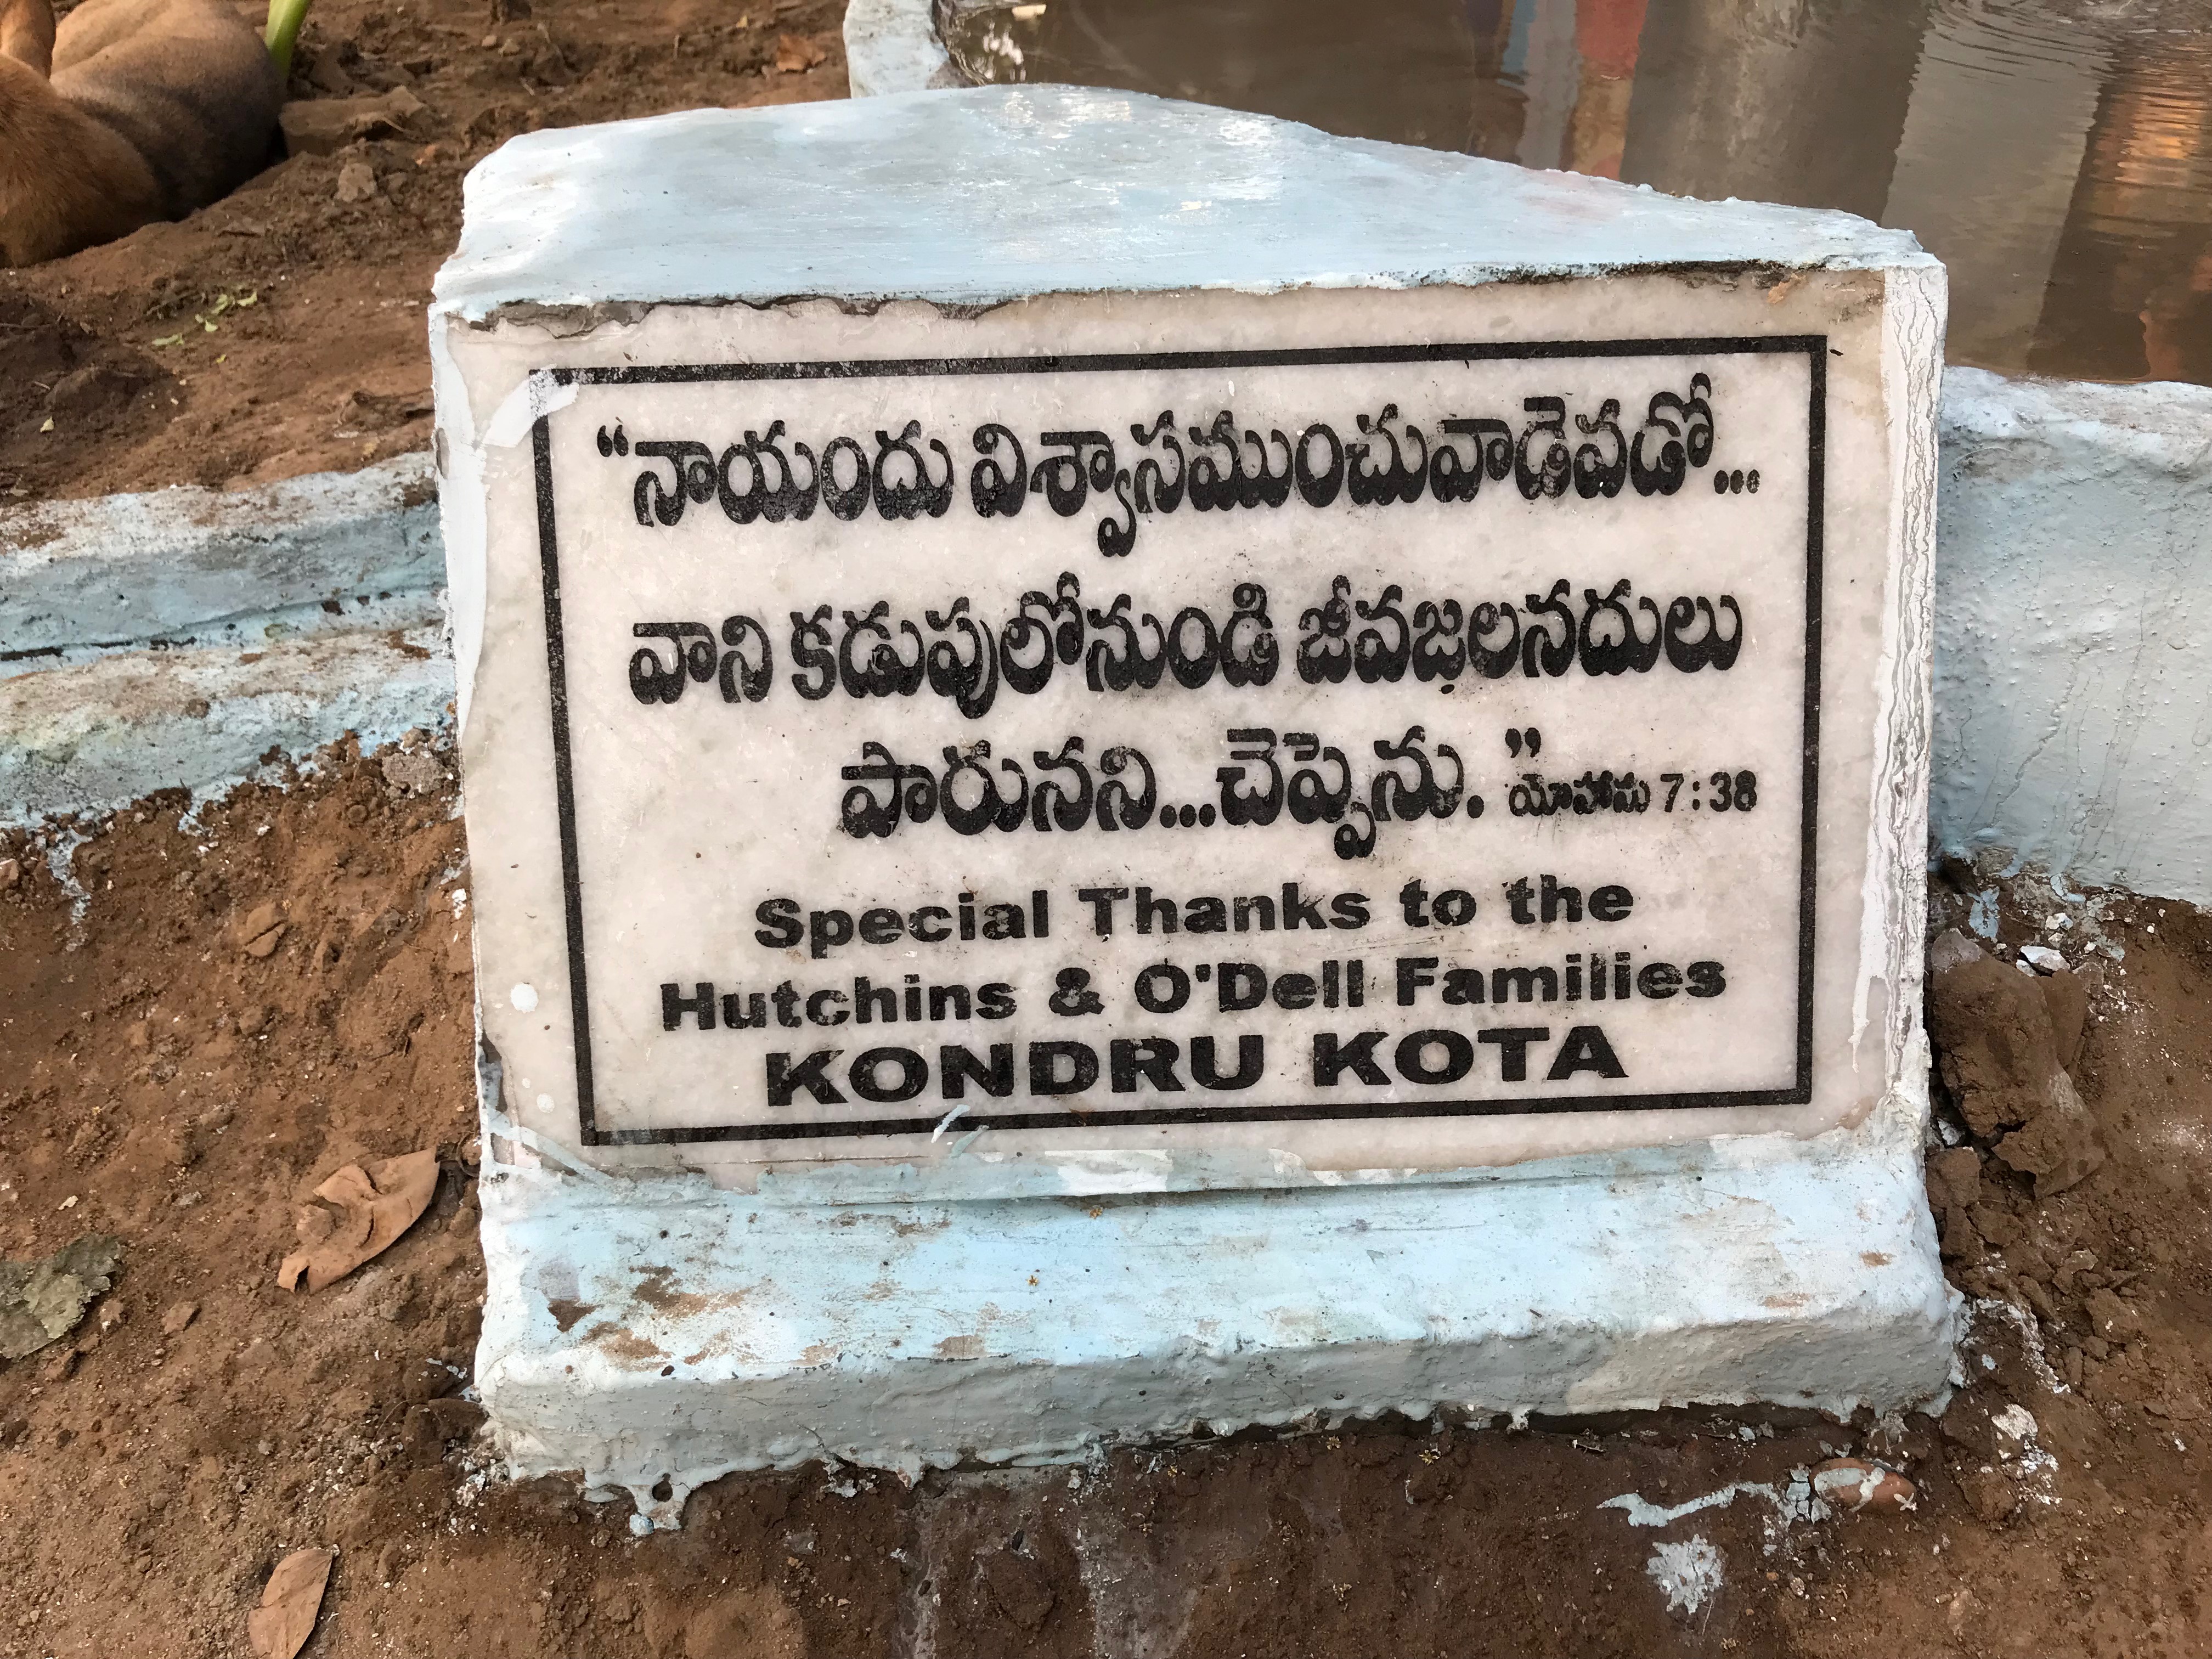 “నాయందు విశ్వాసముంచువాడెవడో...
వాని కడుపులోనుండి జీవజలనదులు
పారునని...చెప్పెను.” యోహాను 7:38
Special Thanks to the
Hutchins & O'Dell Families
KONDRU KOTA